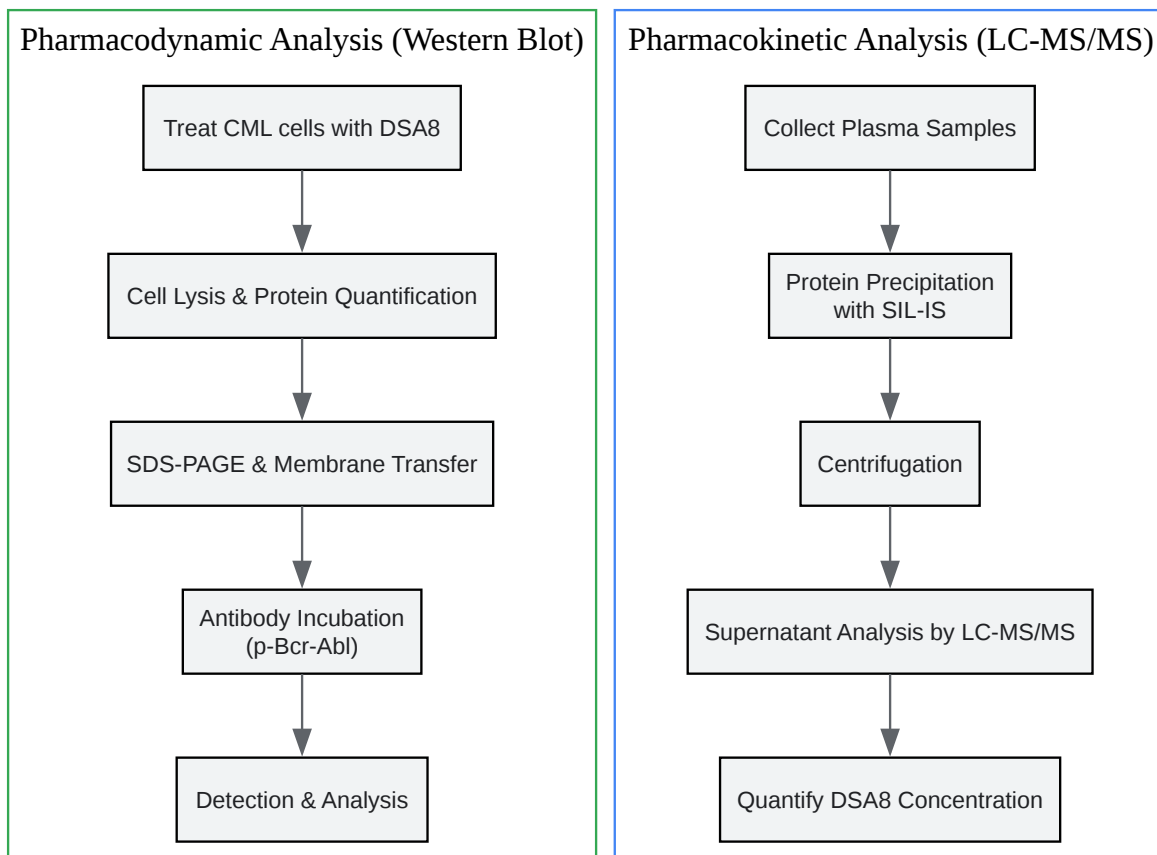 Pharmacodynamic Analysis (Western Blot)
Treat CML cells with DSA8
Cell Lysis & Protein Quantification
SDS-PAGE & Membrane Transfer
Antibody Incubation
(p-Bcr-Abl)
Detection & Analysis
Pharmacokinetic Analysis (LC-MS/MS)
Collect Plasma Samples
Protein Precipitation
with SIL-IS
Centrifugation
Supernatant Analysis by LC-MS/MS
Quantify DSA8 Concentration